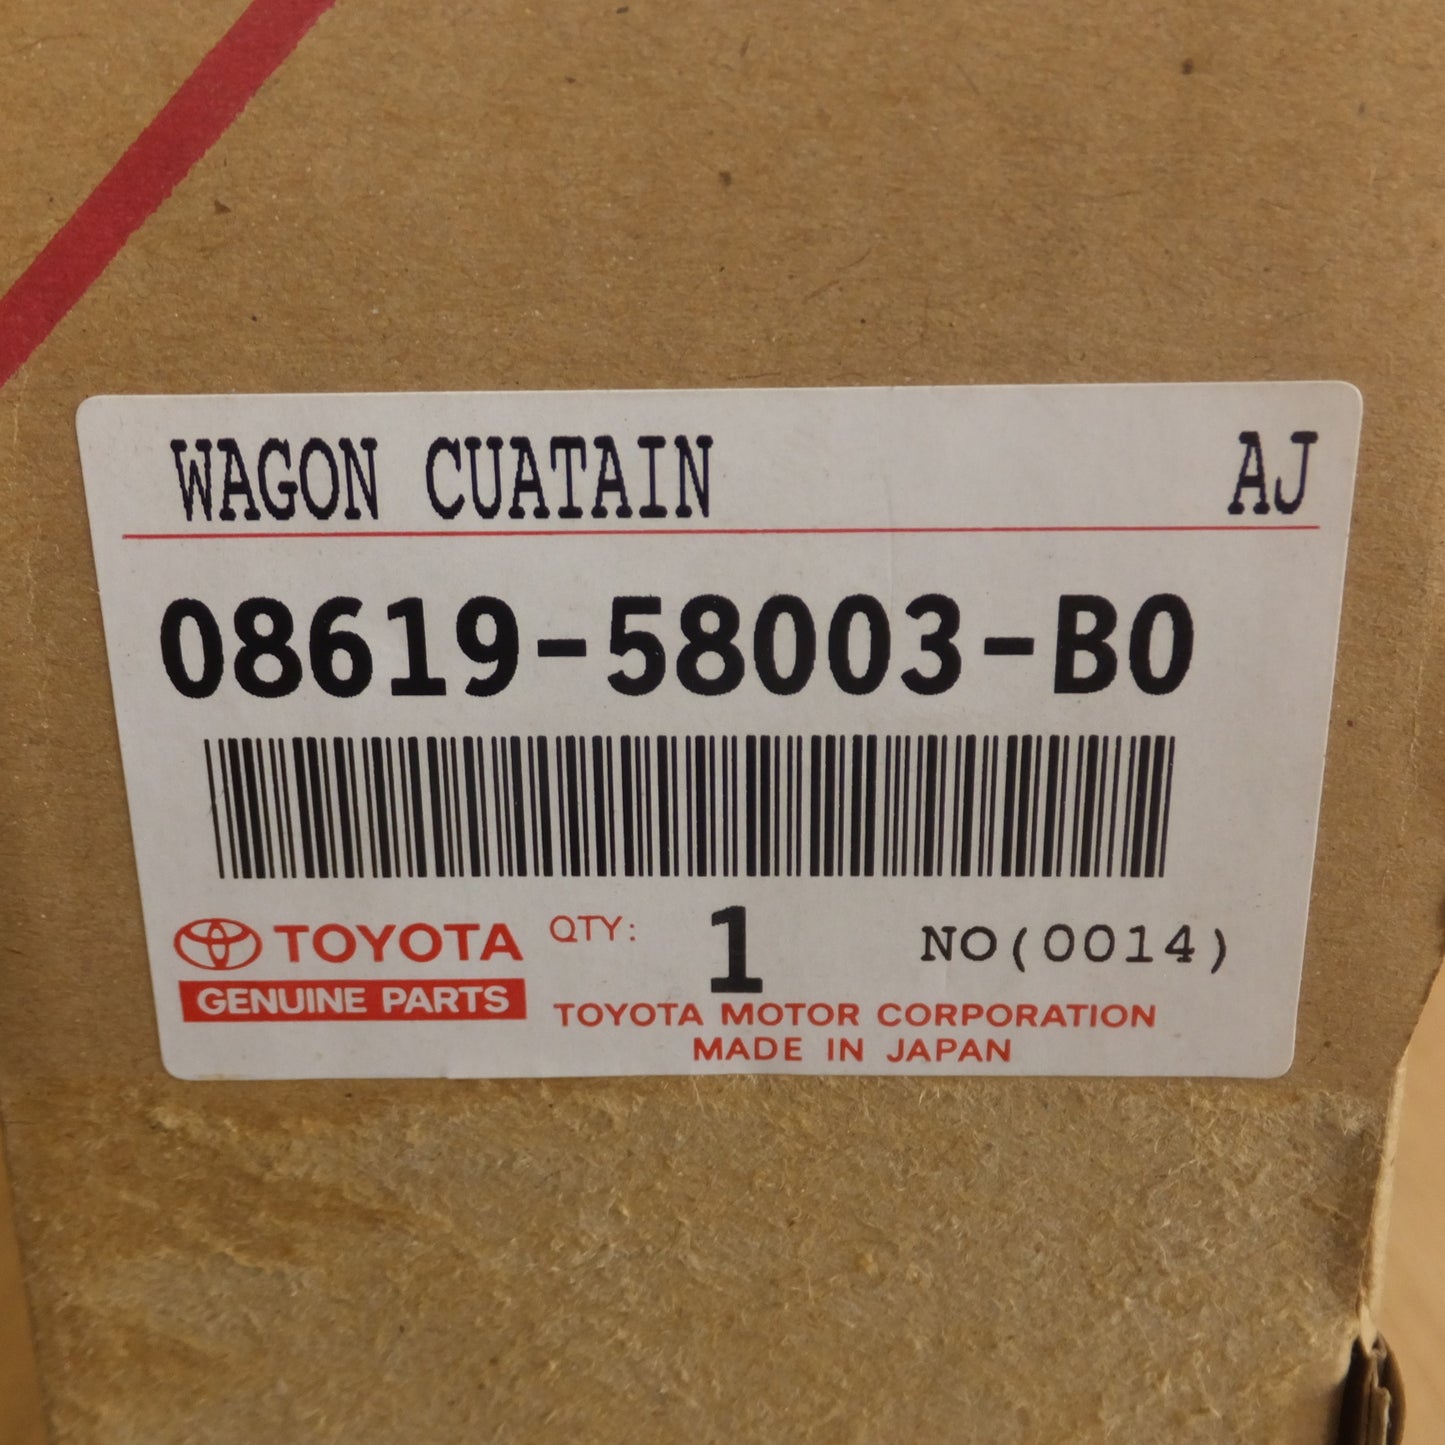 WAGON CUATAIN AJ
08619-58003-B0
TOYOTA QTY: 1 NO(0014)
GENUINE PARTS
TOYOTA MOTOR CORPORATION
MADE IN JAPAN